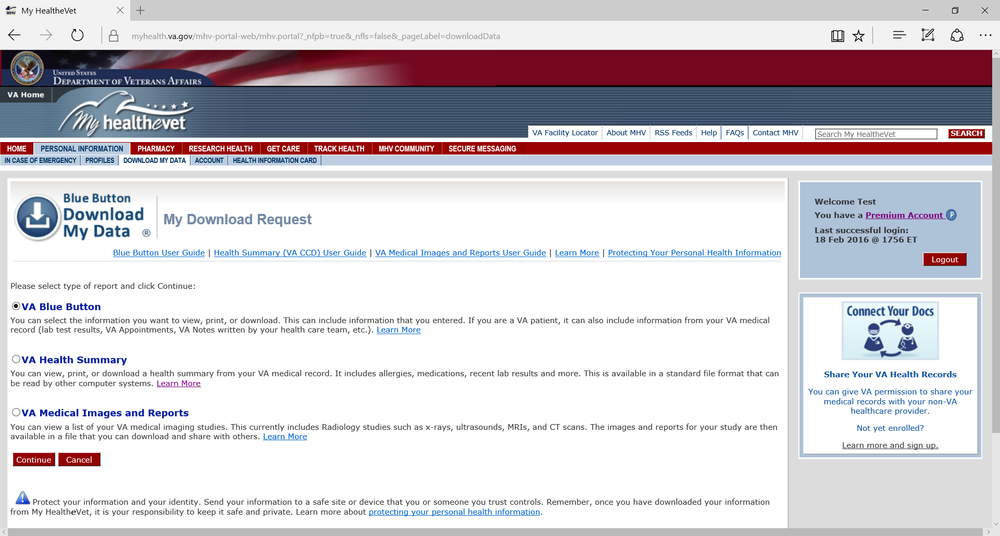 My HealtheVet
myhealth.va.gov/mhv-portal-web/mhv.portal?_nfpb=true&_nfls=false&_pageLabel=downloadData
UNITED STATES
DEPARTMENT OF VETERANS AFFAIRS
VA Home
My healthevet
VA Facility Locator About MHV RSS Feeds Help FAQs Contact MHV Search My HealtheVet SEARCH
HOME PERSONAL INFORMATION PHARMACY RESEARCH HEALTH GET CARE TRACK HEALTH MHV COMMUNITY SECURE MESSAGING
IN CASE OF EMERGENCY PROFILES DOWNLOAD MY DATA ACCOUNT HEALTH INFORMATION CARD
Blue Button
Download
My Data ®
My Download Request
Blue Button User Guide | Health Summary (VA CCD) User Guide | VA Medical Images and Reports User Guide | Learn More | Protecting Your Personal Health Information
Please select type of report and click Continue:
VA Blue Button
You can select the information you want to view, print, or download. This can include information that you entered. If you are a VA patient, it can also include information from your VA medical
record (lab test results, VA Appointments, VA Notes written by your health care team, etc.). Learn More
VA Health Summary
You can view, print, or download a health summary from your VA medical record. It includes allergies, medications, recent lab results and more. This is available in a standard file format that can
be read by other computer systems. Learn More
VA Medical Images and Reports
You can view a list of your VA medical imaging studies. This currently includes Radiology studies such as x-rays, ultrasounds, MRIs, and CT scans. The images and reports for your study are then
available in a file that you can download and share with others. Learn More
Continue Cancel
Protect your information and your identity. Send your information to a safe site or device that you or someone you trust controls. Remember, once you have downloaded your information
from My HealtheVet, it is your responsibility to keep it safe and private. Learn more about protecting your personal health information.
Welcome Test
You have a Premium Account P
Last successful login:
18 Feb 2016 @ 1756 ET
Logout
Connect Your Docs
Share Your VA Health Records
You can give VA permission to share your
medical records with your non-VA
healthcare provider.
Not yet enrolled?
Learn more and sign up.